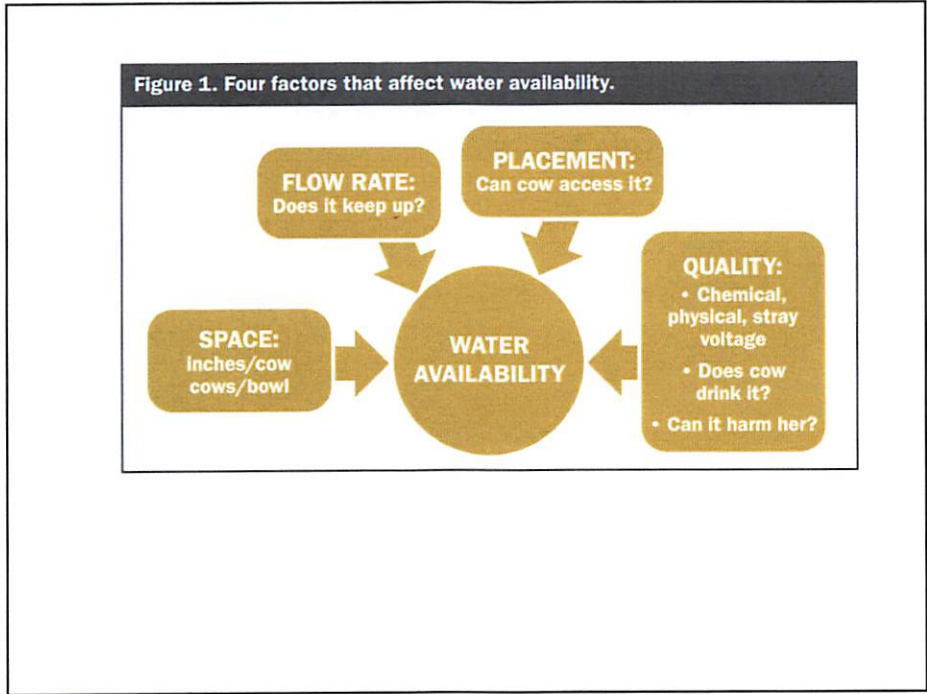 Figure 1. Four factors that affect water availability.
FLOW RATE:
Does it keep up?
PLACEMENT:
Can cow access it?
SPACE:
inches/cow
cows/bowl
WATER
AVAILABILITY
QUALITY:
• Chemical,
physical, stray
voltage
• Does cow
drink it?
• Can it harm her?